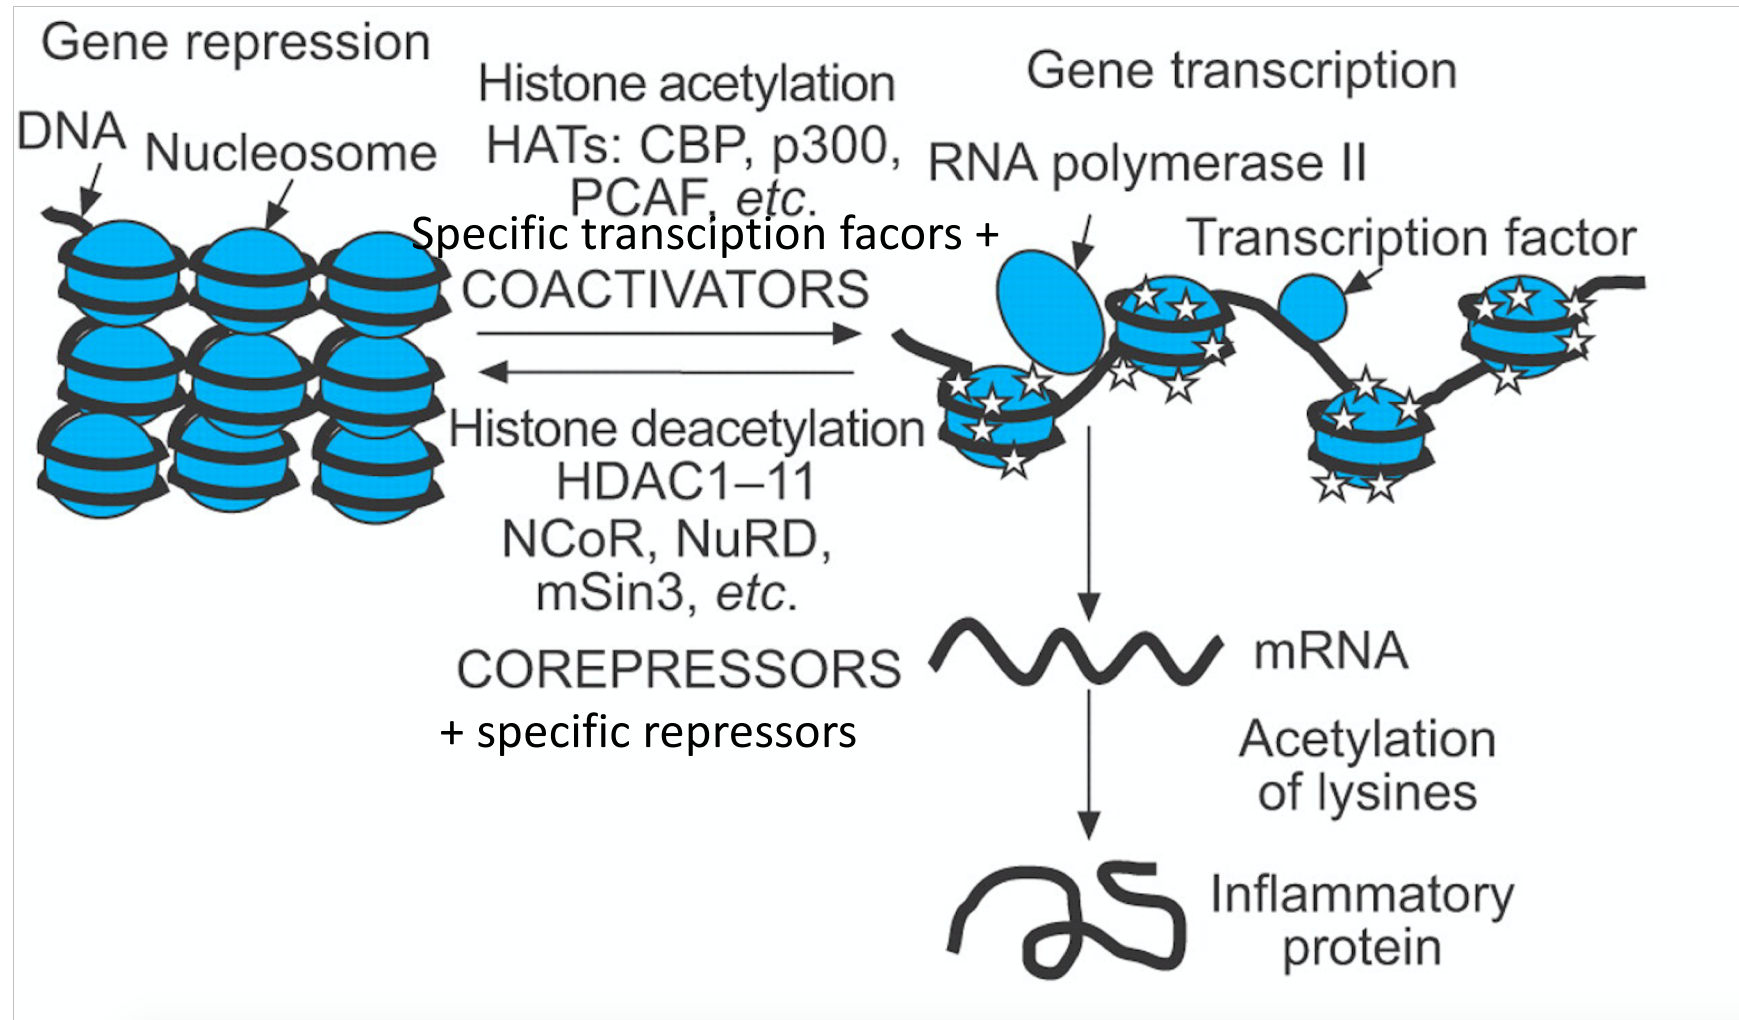 Gene repression
DNA
Nucleosome
Histone acetylation
HATs: CBP, p300,
PCAF, etc.
Specific transciption facors +
COACTIVATORS
Histone deacetylation
HDAC1–11
NCoR, NuRD,
mSin3, etc.
COREPRESSORS
+ specific repressors
Gene transcription
RNA polymerase II
Transcription factor
mRNA
Acetylation
of lysines
Inflammatory
protein